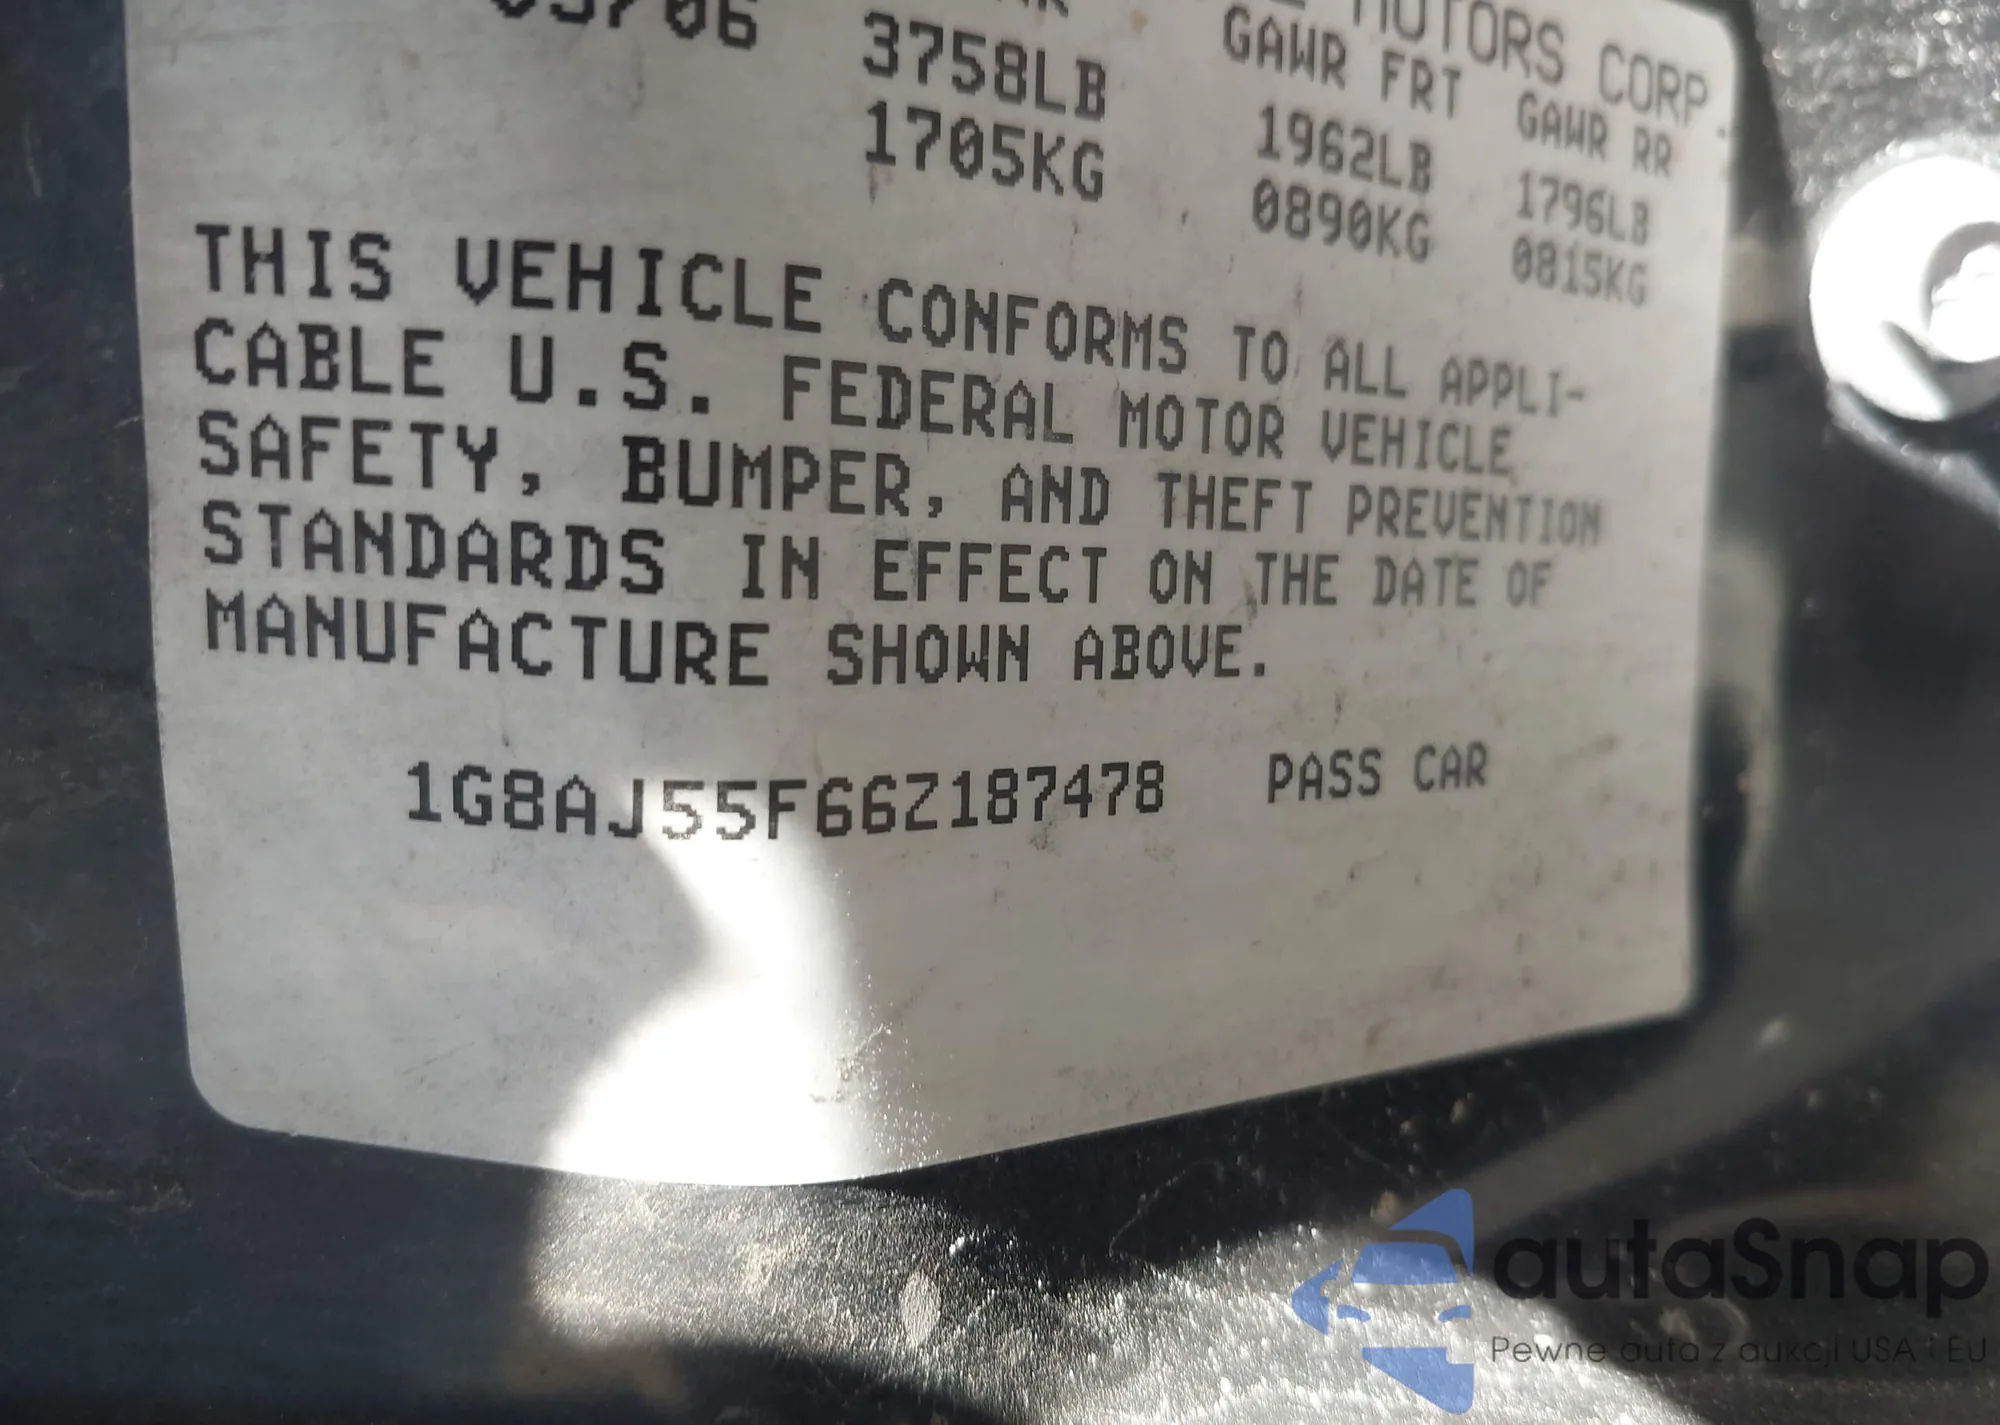 MOTORS CORP.
GAWR FRT GAWR RR
3758LB 1962LB 1796LB
1705KG 0890KG 0815KG
THIS VEHICLE CONFORMS TO ALL APPLI-
CABLE U.S. FEDERAL MOTOR VEHICLE
SAFETY, BUMPER, AND THEFT PREVENTION
STANDARDS IN EFFECT ON THE DATE OF
MANUFACTURE SHOWN ABOVE.
1G8AJ55F66Z187478 PASS CAR
autaSnap
Pewne auta z aukcji USA i EU